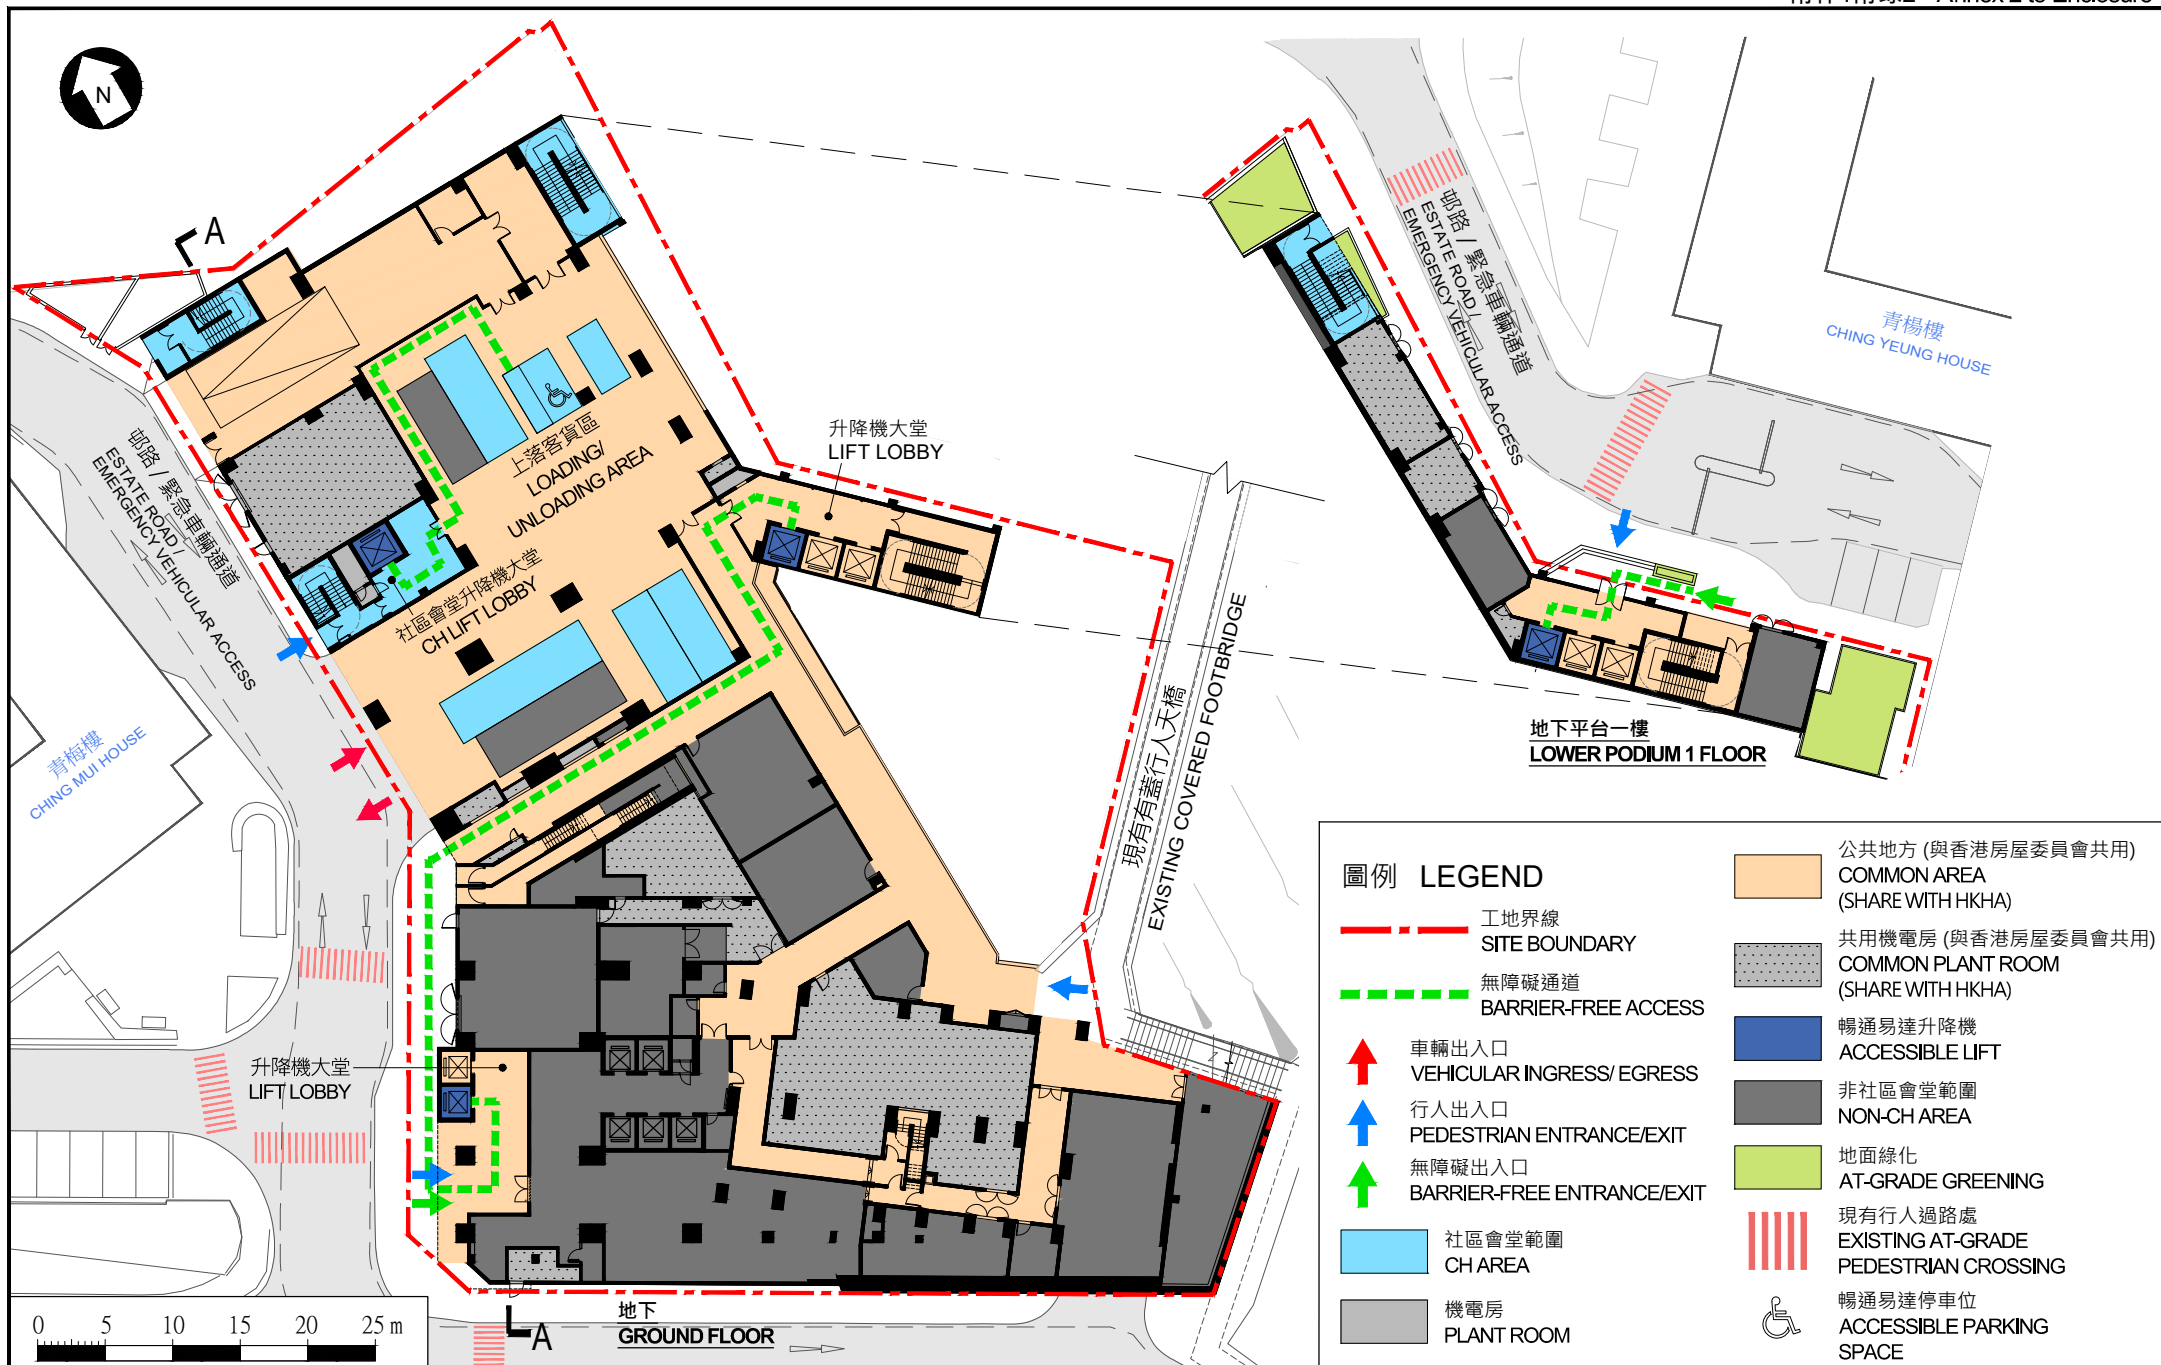 N
A
邨路 / 緊急車輛通道
ESTATE ROAD /
EMERGENCY VEHICULAR ACCESS
青楊樓
CHING YEUNG HOUSE
升降機大堂
LIFT LOBBY
上落客貨區
LOADING/
UNLOADING AREA
邨路 / 緊急車輛通道
ESTATE ROAD /
EMERGENCY VEHICULAR ACCESS
社區會堂升降機大堂
CH LIFT LOBBY
現有有蓋行人天橋
EXISTING COVERED FOOTBRIDGE
地下平台一樓
LOWER PODIUM 1 FLOOR
青梅樓
CHING MUI HOUSE
升降機大堂
LIFT LOBBY
圖例 LEGEND
工地界線
SITE BOUNDARY
無障礙通道
BARRIER-FREE ACCESS
車輛出入口
VEHICULAR INGRESS/ EGRESS
行人出入口
PEDESTRIAN ENTRANCE/EXIT
無障礙出入口
BARRIER-FREE ENTRANCE/EXIT
社區會堂範圍
CH AREA
機電房
PLANT ROOM
公共地方 (與香港房屋委員會共用)
COMMON AREA
(SHARE WITH HKHA)
共用機電房 (與香港房屋委員會共用)
COMMON PLANT ROOM
(SHARE WITH HKHA)
暢通易達升降機
ACCESSIBLE LIFT
非社區會堂範圍
NON-CH AREA
地面綠化
AT-GRADE GREENING
現有行人過路處
EXISTING AT-GRADE
PEDESTRIAN CROSSING
暢通易達停車位
ACCESSIBLE PARKING
SPACE
0 5 10 15 20 25 m
A
地下
GROUND FLOOR